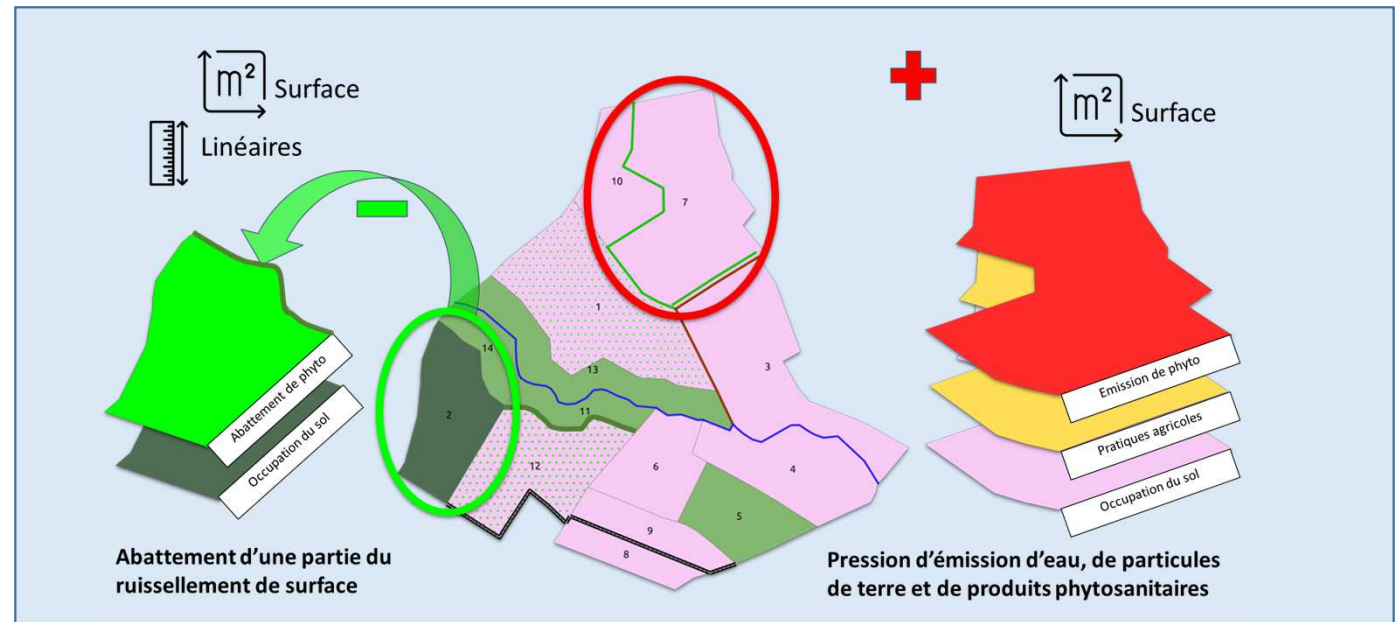 m²
Surface
Linéaires
Abattement de phyto
Occupation du sol
Abattement d’une partie du
ruissellement de surface
10
7
1
3
14
13
2
11
12
6
4
5
9
8
m²
Surface
Emission de phyto
Pratiques agricoles
Occupation du sol
Pression d’émission d’eau, de particules
de terre et de produits phytosanitaires